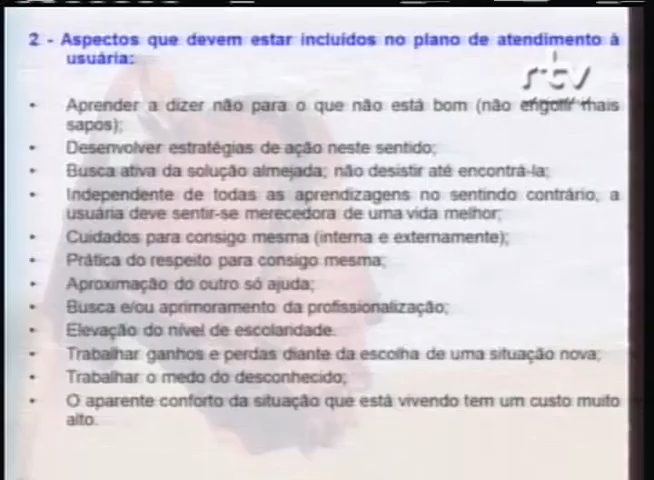 2 - Aspectos que devem estar incluídos no plano de atendimento à
usuária:
rtv
• Aprender a dizer não para o que não está bom (não engolir mais
sapos);
• Desenvolver estratégias de ação neste sentido;
• Busca ativa da solução almejada; não desistir até encontrá-la;
• Independente de todas as aprendizagens no sentindo contrário, a
usuária deve sentir-se merecedora de uma vida melhor;
• Cuidados para consigo mesma (interna e externamente);
• Prática do respeito para consigo mesma;
• Aproximação do outro só ajuda;
• Busca e/ou aprimoramento da profissionalização;
• Elevação do nível de escolaridade.
• Trabalhar ganhos e perdas diante da escolha de uma situação nova;
• Trabalhar o medo do desconhecido;
• O aparente conforto da situação que está vivendo tem um custo muito
alto.